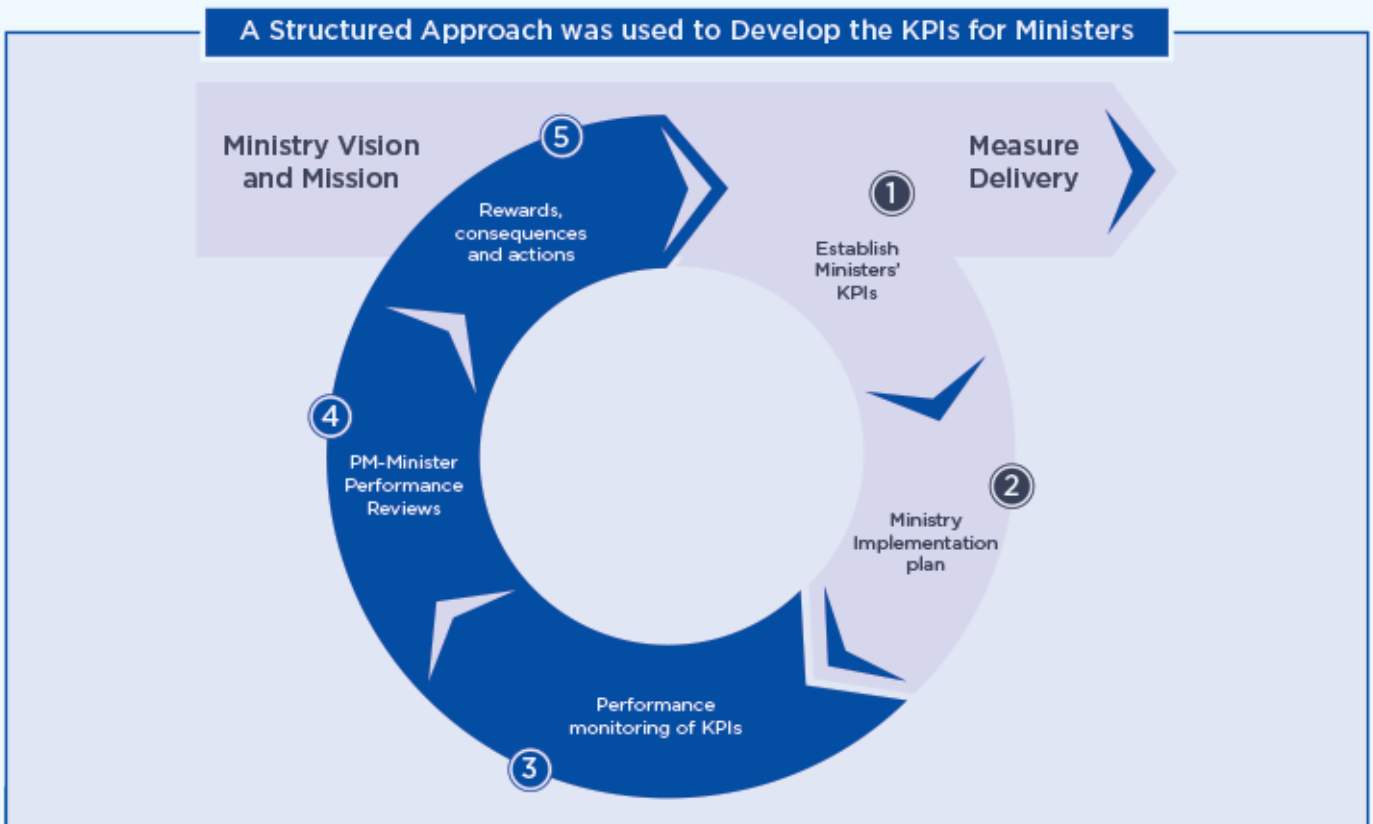 A Structured Approach was used to Develop the KPIs for Ministers
Ministry Vision
and Mission
Measure
Delivery
1
Establish
Ministers'
KPIs
2
Ministry
Implementation
plan
3
Performance
monitoring of KPIs
4
PM-Minister
Performance
Reviews
5
Rewards,
consequences
and actions